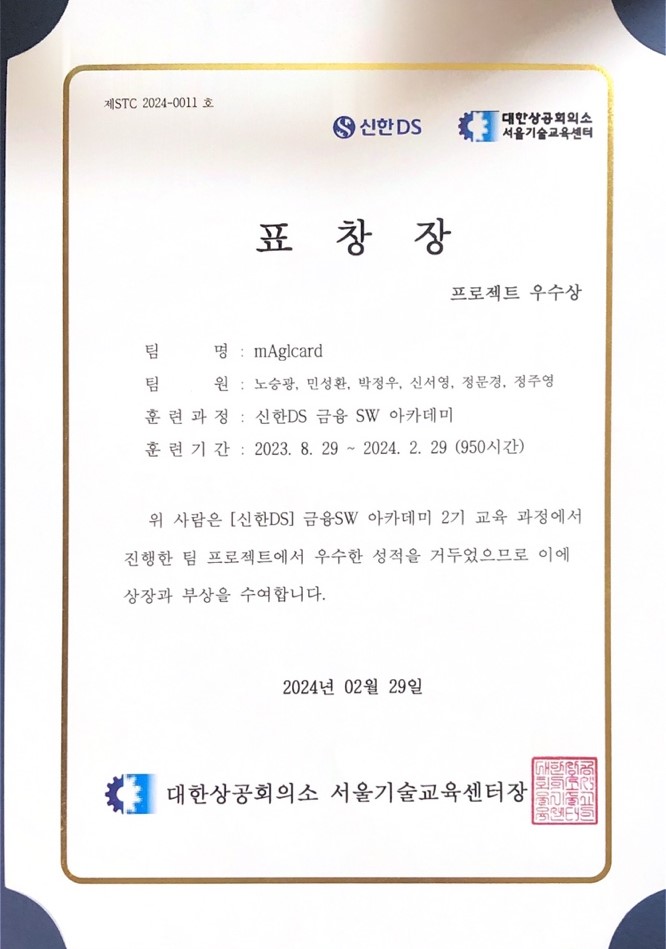 제STC 2024-0011 호
신한DS
대한상공회의소
서울기술교육센터
표 창 장
프로젝트 우수상
팀 명 : mAgIcard
팀 원 : 노승광, 민성환, 박정우, 신서영, 정문경, 정주영
훈 련 과 정 : 신한DS 금융 SW 아카데미
훈 련 기 간 : 2023. 8. 29 ~ 2024. 2. 29 (950시간)
위 사람은 [신한DS] 금융SW 아카데미 2기 교육 과정에서
진행한 팀 프로젝트에서 우수한 성적을 거두었으므로 이에
상장과 부상을 수여합니다.
2024년 02월 29일
대한상공회의소 서울기술교육센터장